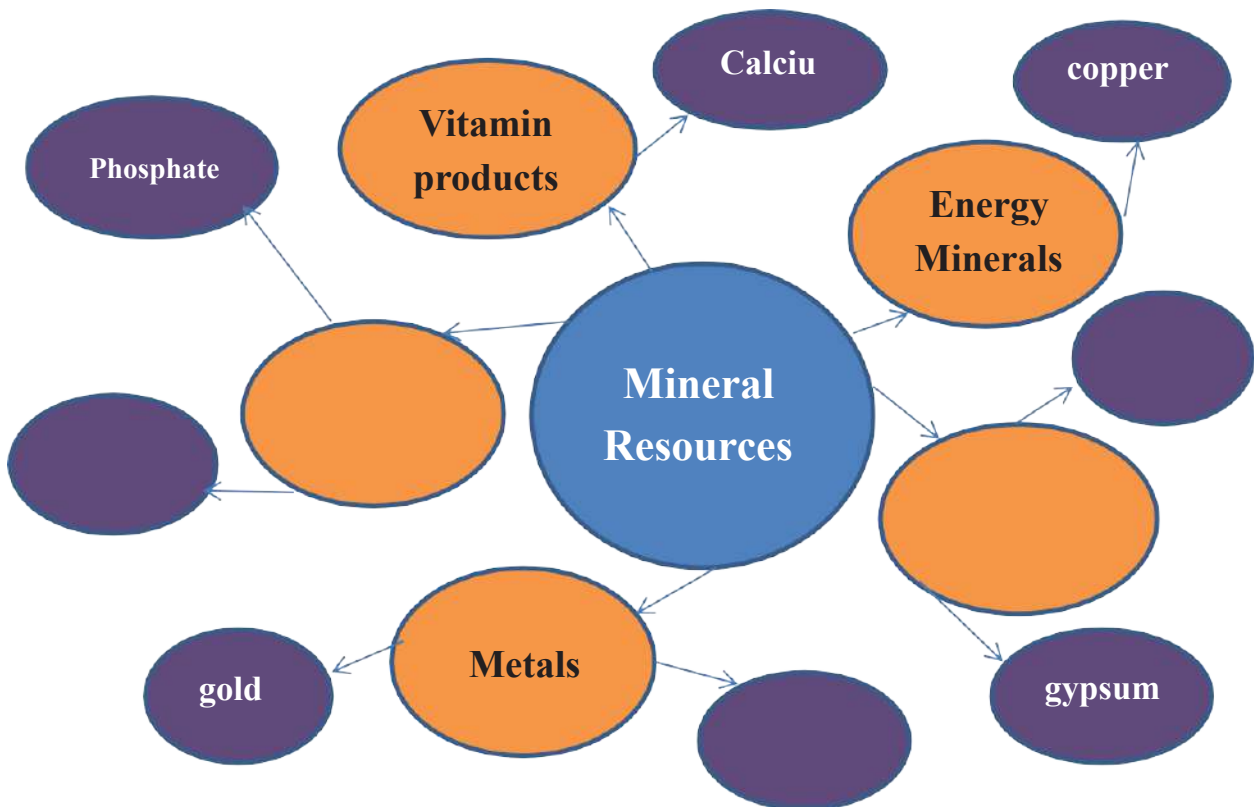 Calciu
copper
Vitamin
products
Phosphate
Energy
Minerals
Mineral
Resources
Metals
gold
gypsum